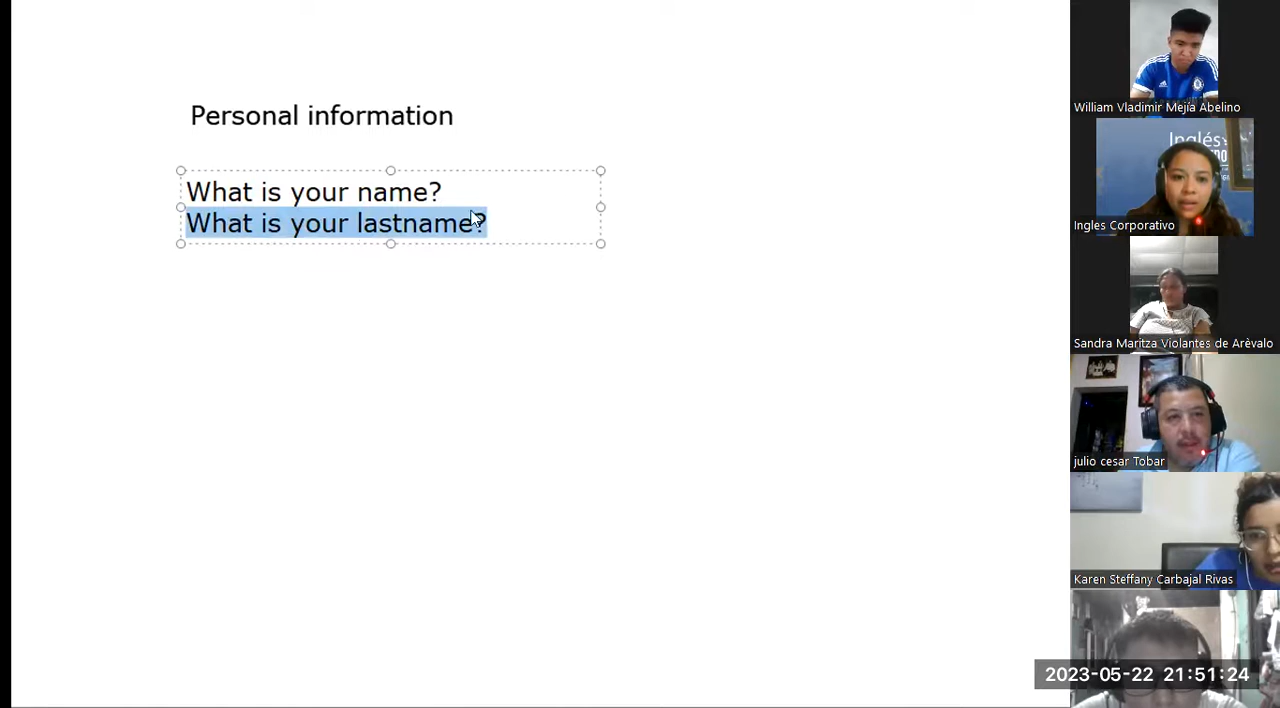 Personal information
What is your name?
What is your lastname?
William Vladimir Mejía Abelino
Inglés
Ingles Corporativo
Sandra Maritza Violantes de Arèvalo
julio cesar Tobar
Karen Steffany Carbajal Rivas
2023-05-22 21:51:24